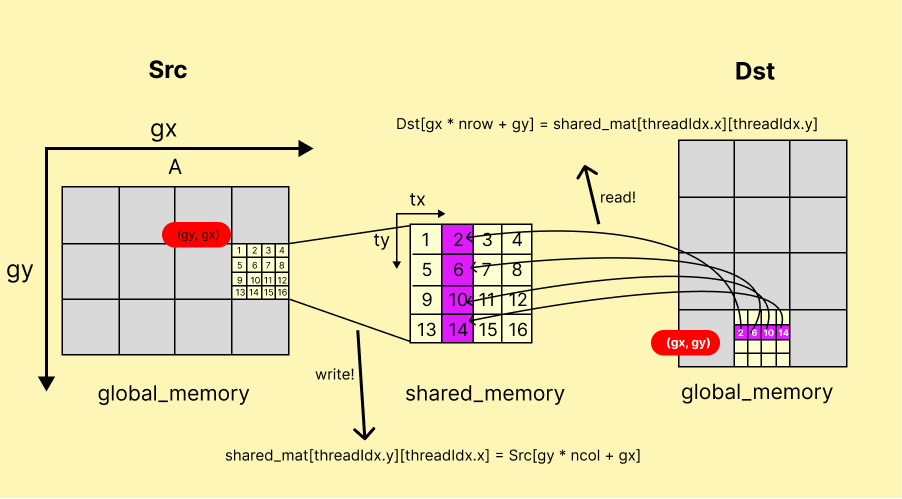 Src
Dst
gx
Dst[gx * nrow + gy] = shared_mat[threadIdx.x][threadIdx.y]
A
gy
(gy, gx)
1 2 3 4
5 6 7 8
9 10 11 12
13 14 15 16
global_memory
tx
ty
1 2 3 4
5 6 7 8
9 10 11 12
13 14 15 16
shared_memory
read!
write!
2 6 10 14
(gx, gy)
global_memory
shared_mat[threadIdx.y][threadIdx.x] = Src[gy * ncol + gx]